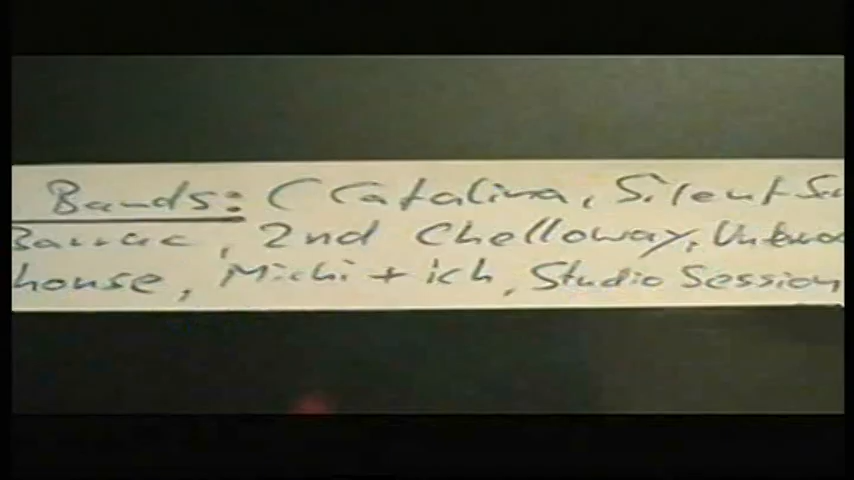 Bands: (Catalina, Silent
2nd Chelloway,
house, Michi + ich, Studio Session